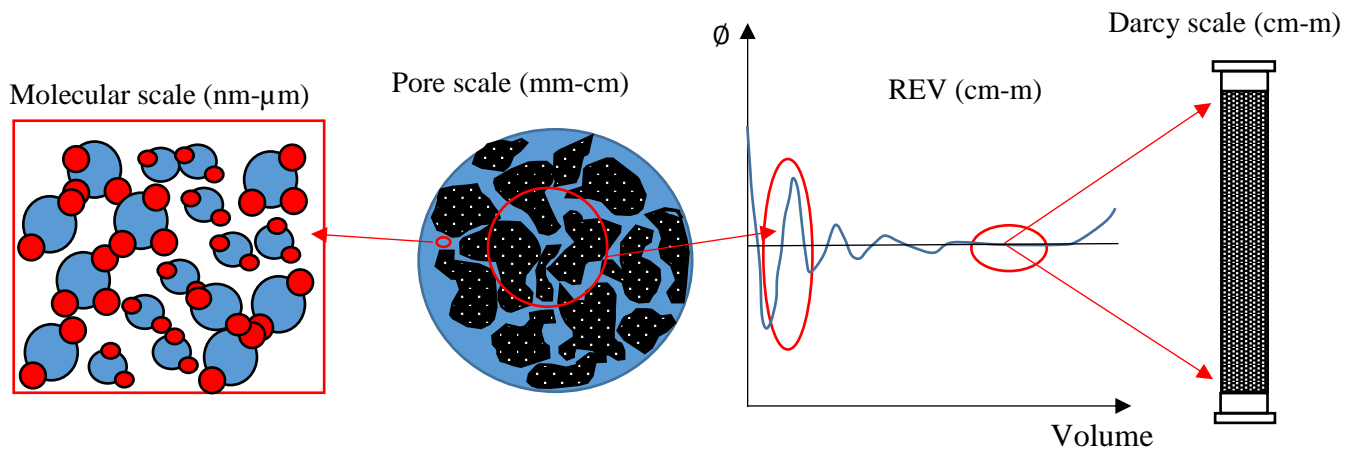 Molecular scale (nm-µm)
Pore scale (mm-cm)
Ø
REV (cm-m)
Darcy scale (cm-m)
Volume